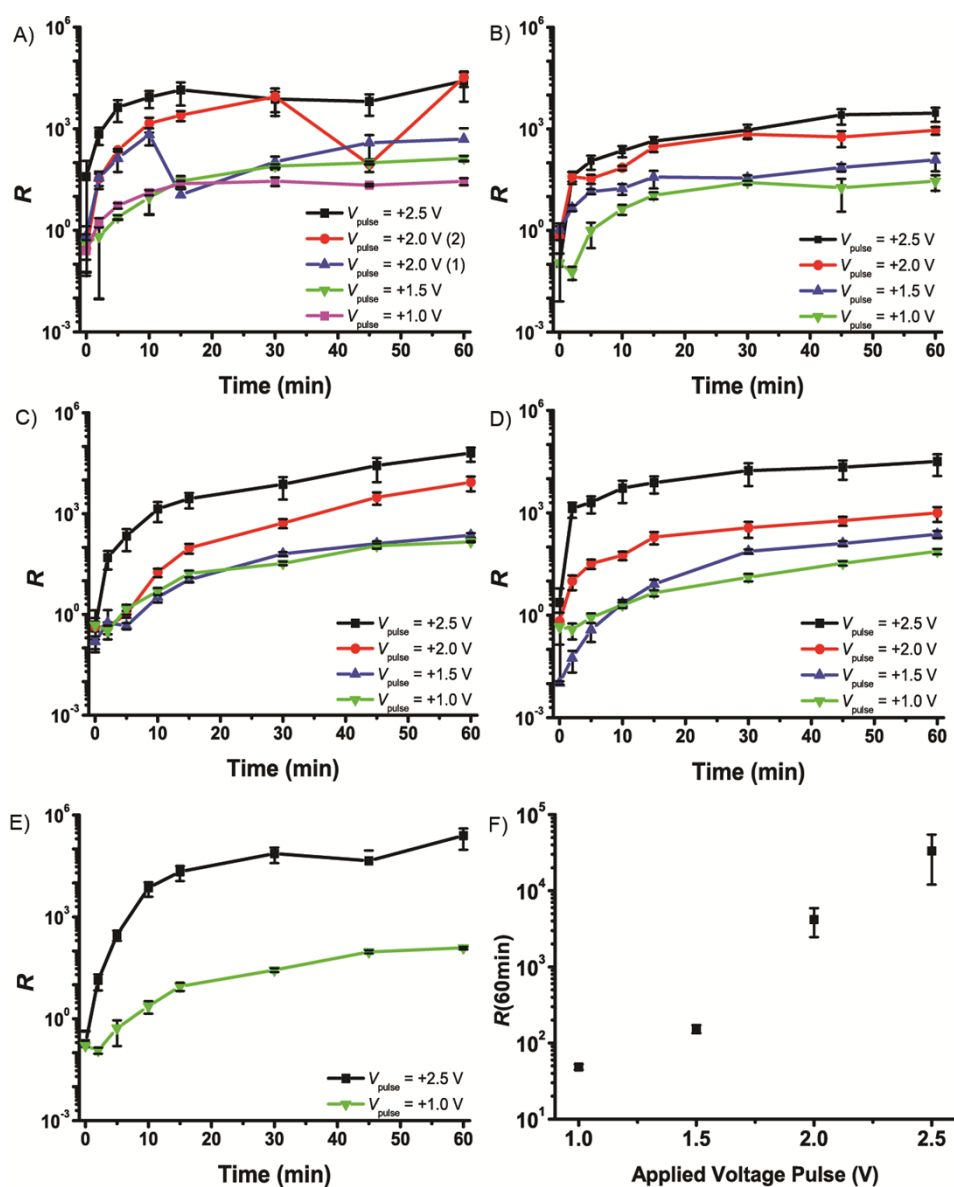 A)
10⁶
10³
10⁰
10⁻³
R
V_pulse = +2.5 V
V_pulse = +2.0 V (2)
V_pulse = +2.0 V (1)
V_pulse = +1.5 V
V_pulse = +1.0 V
0 10 20 30 40 50 60
Time (min)
B)
10⁶
10³
10⁰
10⁻³
R
V_pulse = +2.5 V
V_pulse = +2.0 V
V_pulse = +1.5 V
V_pulse = +1.0 V
0 10 20 30 40 50 60
Time (min)
C)
10⁶
10³
10⁰
10⁻³
R
V_pulse = +2.5 V
V_pulse = +2.0 V
V_pulse = +1.5 V
V_pulse = +1.0 V
0 10 20 30 40 50 60
Time (min)
D)
10⁶
10³
10⁰
10⁻³
R
V_pulse = +2.5 V
V_pulse = +2.0 V
V_pulse = +1.5 V
V_pulse = +1.0 V
0 10 20 30 40 50 60
Time (min)
E)
10⁶
10³
10⁰
10⁻³
R
V_pulse = +2.5 V
V_pulse = +1.0 V
0 10 20 30 40 50 60
Time (min)
F)
10⁵
10⁴
10³
10²
10¹
R(60min)
1.0 1.5 2.0 2.5
Applied Voltage Pulse (V)